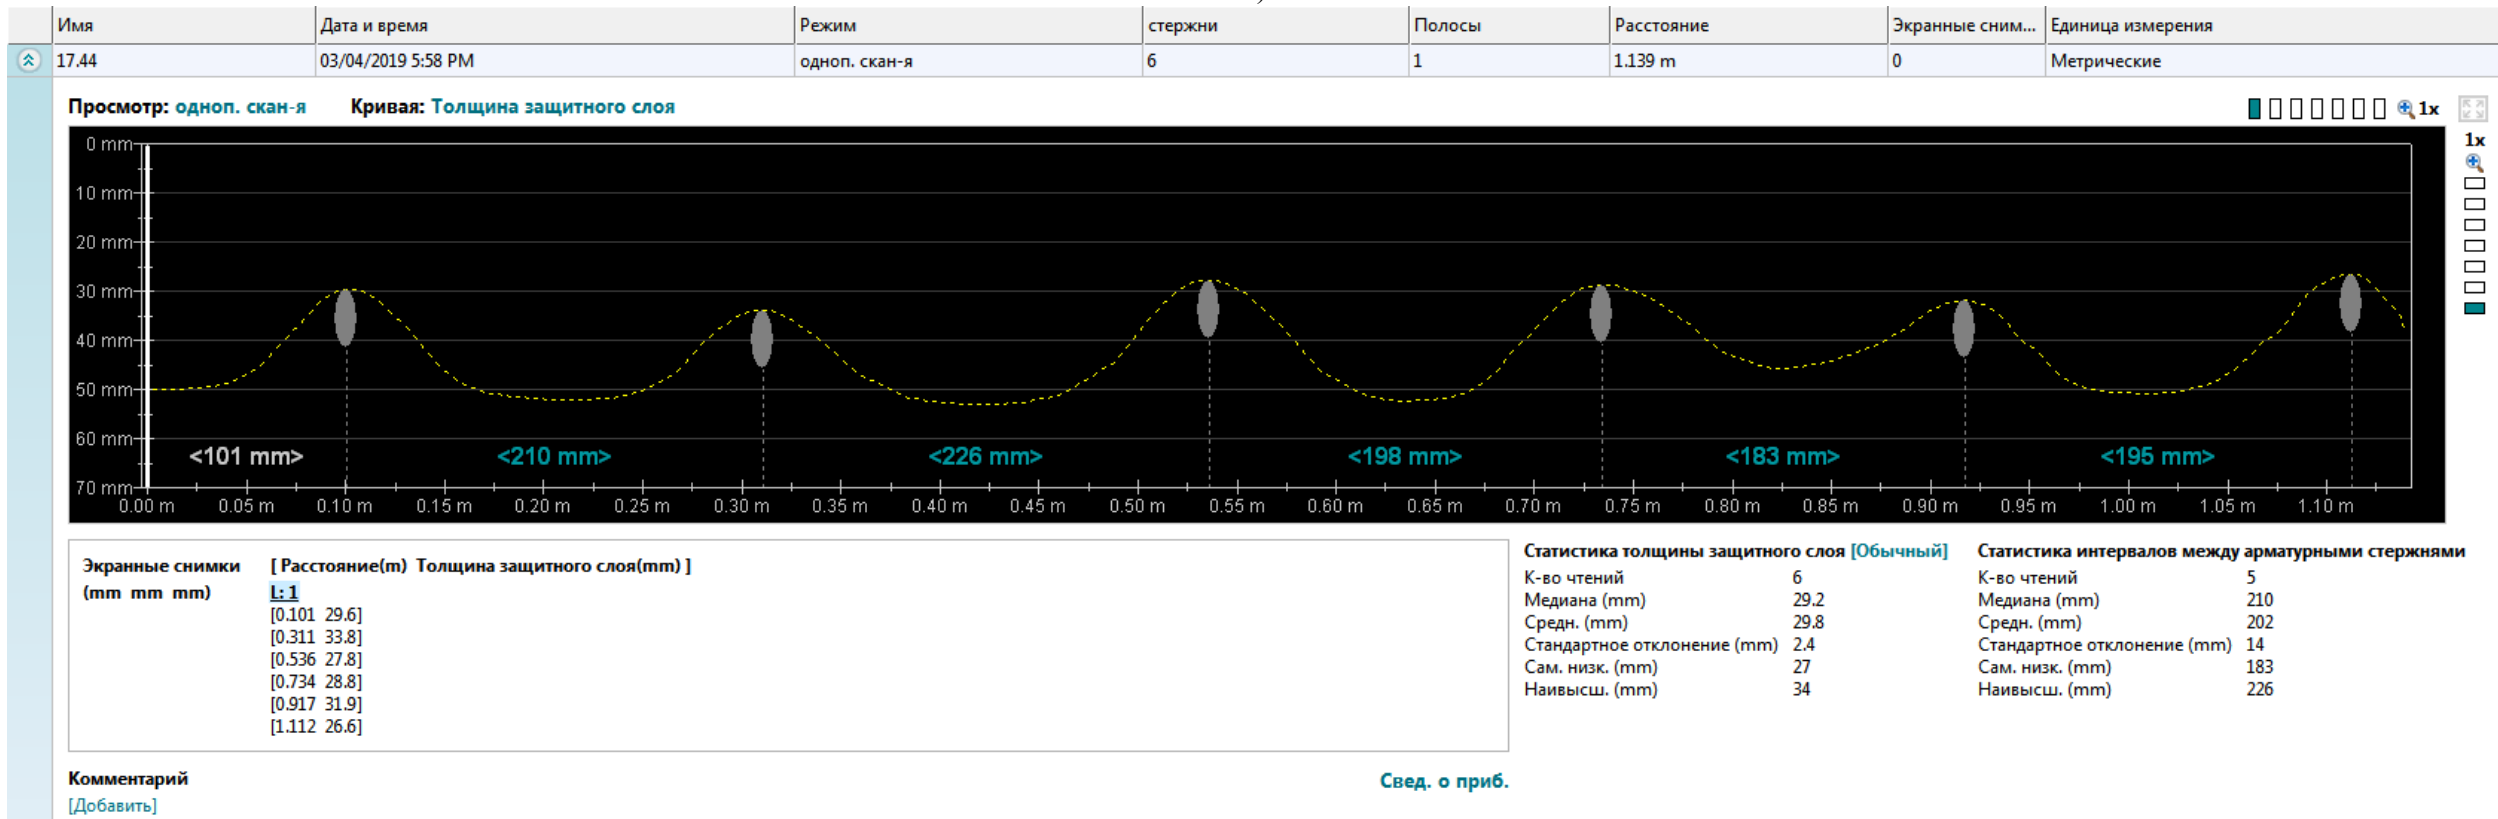 Имя Дата и время Режим стержни Полосы Расстояние Экранные сним... Единица измерения
17.44 03/04/2019 5:58 PM одноп. скан-я 6 1 1.139 m 0 Метрические
Просмотр: одноп. скан-я Кривая: Толщина защитного слоя 1x
1x
0 mm
10 mm
20 mm
30 mm
40 mm
50 mm
60 mm
<101 mm> <210 mm> <226 mm> <198 mm> <183 mm> <195 mm>
70 mm
0.00 m 0.05 m 0.10 m 0.15 m 0.20 m 0.25 m 0.30 m 0.35 m 0.40 m 0.45 m 0.50 m 0.55 m 0.60 m 0.65 m 0.70 m 0.75 m 0.80 m 0.85 m 0.90 m 0.95 m 1.00 m 1.05 m 1.10 m
Экранные снимки [ Расстояние(m) Толщина защитного слоя(mm) ]
(mm mm mm) L: 1
[0.101 29.6]
[0.311 33.8]
[0.536 27.8]
[0.734 28.8]
[0.917 31.9]
[1.112 26.6]
Статистика толщины защитного слоя [Обычный]
К-во чтений 6
Медиана (mm) 29.2
Средн. (mm) 29.8
Стандартное отклонение (mm) 2.4
Сам. низк. (mm) 27
Наивысш. (mm) 34
Статистика интервалов между арматурными стержнями
К-во чтений 5
Медиана (mm) 210
Средн. (mm) 202
Стандартное отклонение (mm) 14
Сам. низк. (mm) 183
Наивысш. (mm) 226
Комментарий Свед. о приб.
[Добавить]